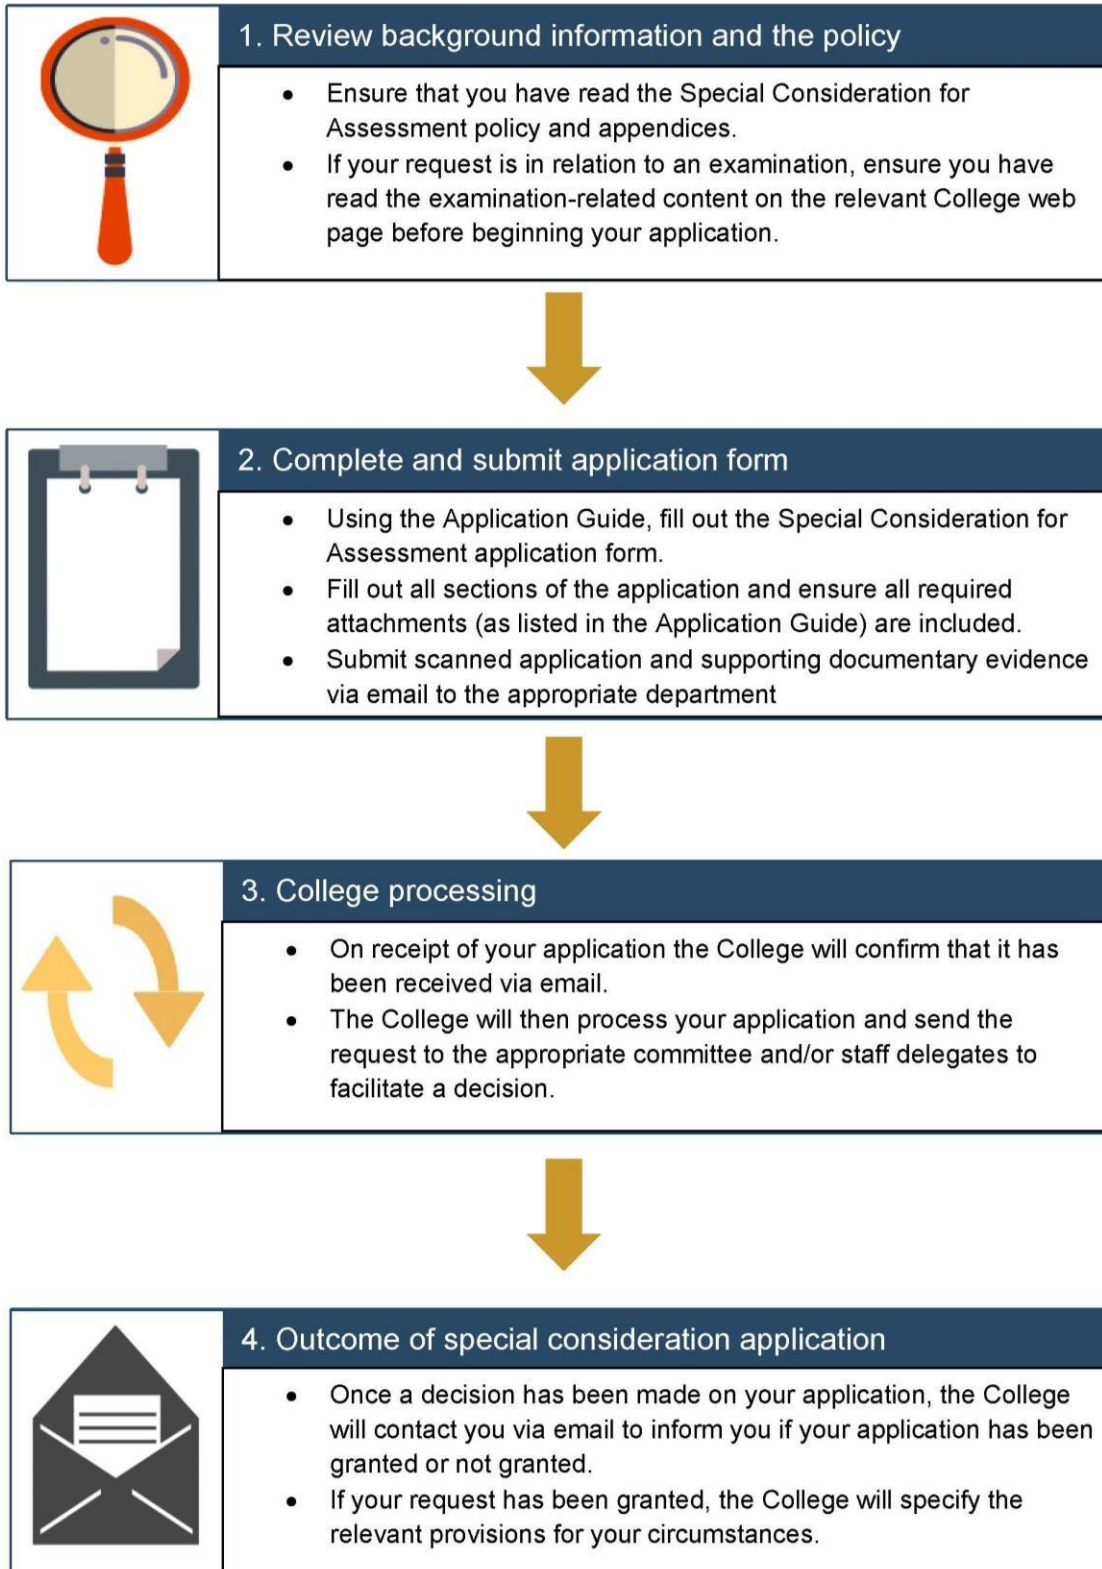 1. Review background information and the policy
• Ensure that you have read the Special Consideration for
Assessment policy and appendices.
• If your request is in relation to an examination, ensure you have
read the examination-related content on the relevant College web
page before beginning your application.
2. Complete and submit application form
• Using the Application Guide, fill out the Special Consideration for
Assessment application form.
• Fill out all sections of the application and ensure all required
attachments (as listed in the Application Guide) are included.
• Submit scanned application and supporting documentary evidence
via email to the appropriate department
3. College processing
• On receipt of your application the College will confirm that it has
been received via email.
• The College will then process your application and send the
request to the appropriate committee and/or staff delegates to
facilitate a decision.
4. Outcome of special consideration application
• Once a decision has been made on your application, the College
will contact you via email to inform you if your application has been
granted or not granted.
• If your request has been granted, the College will specify the
relevant provisions for your circumstances.